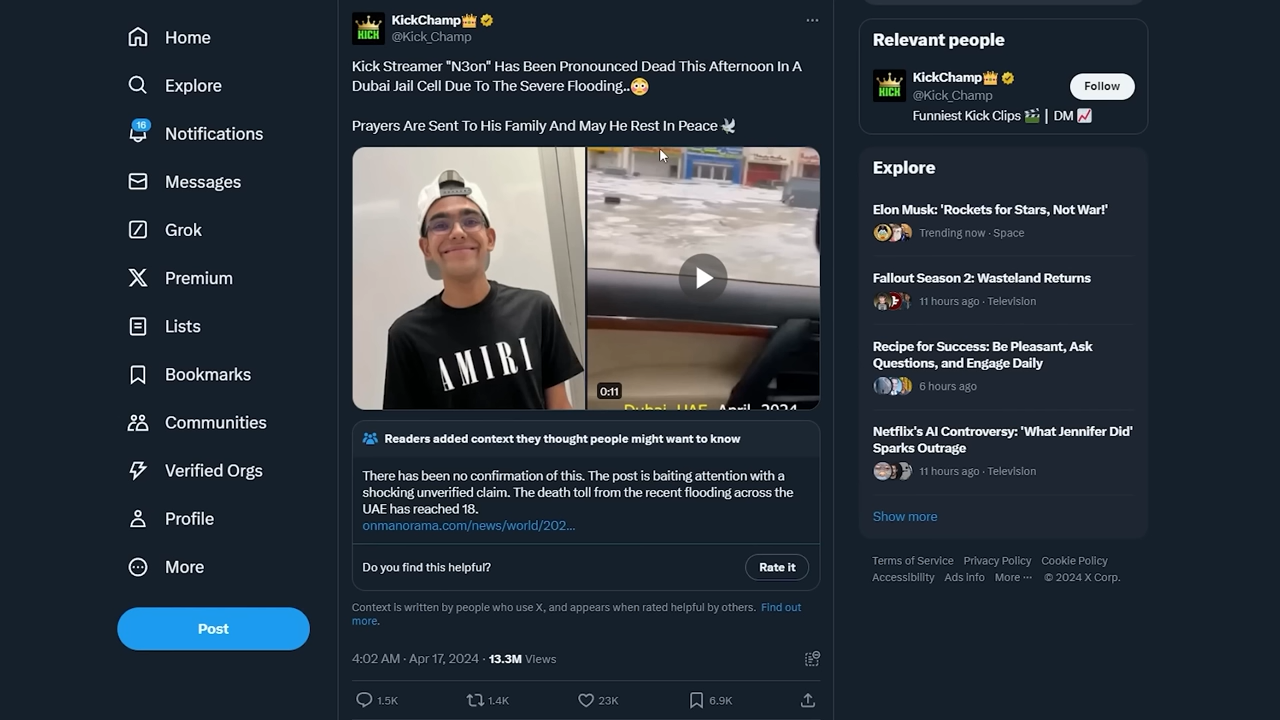 Home
Explore
16
Notifications
Messages
Grok
Premium
Lists
Bookmarks
Communities
Verified Orgs
Profile
More
Post
KICK
KickChamp
@Kick_Champ
Kick Streamer "N3on" Has Been Pronounced Dead This Afternoon In A
Dubai Jail Cell Due To The Severe Flooding..😳
Prayers Are Sent To His Family And May He Rest In Peace 🕊
AMIRI
0:11
Dubai, UAE April, 2024
Readers added context they thought people might want to know
There has been no confirmation of this. The post is baiting attention with a
shocking unverified claim. The death toll from the recent flooding across the
UAE has reached 18.
onmanorama.com/news/world/202...
Do you find this helpful?
Rate it
Context is written by people who use X, and appears when rated helpful by others. Find out
more.
4:02 AM · Apr 17, 2024 · 13.3M Views
1.5K
1.4K
23K
6.9K
Relevant people
KICK
KickChamp
@Kick_Champ
Follow
Funniest Kick Clips 🎬 | DM 📈
Explore
Elon Musk: 'Rockets for Stars, Not War!'
Trending now · Space
Fallout Season 2: Wasteland Returns
11 hours ago · Television
Recipe for Success: Be Pleasant, Ask
Questions, and Engage Daily
6 hours ago
Netflix's AI Controversy: 'What Jennifer Did'
Sparks Outrage
11 hours ago · Television
Show more
Terms of Service Privacy Policy Cookie Policy
Accessibility Ads info More ··· © 2024 X Corp.